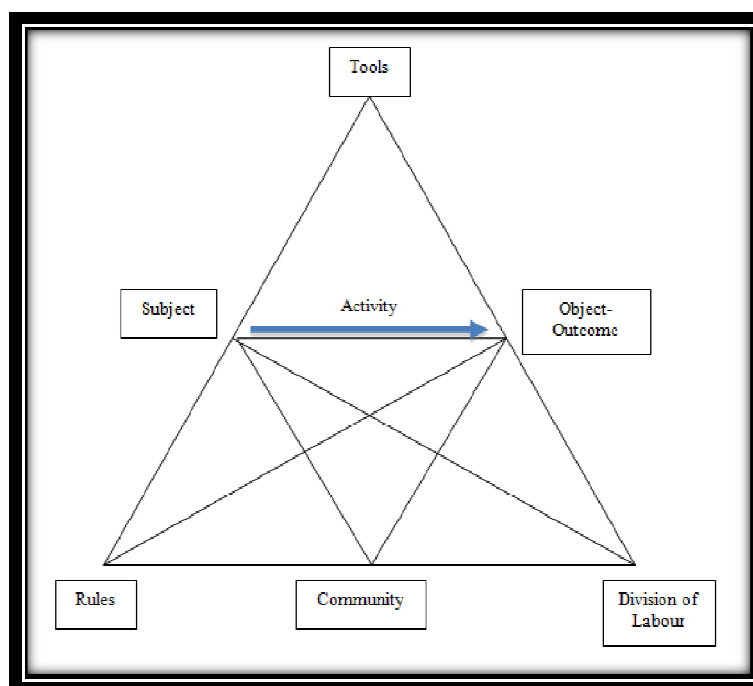 Tools
Subject
Activity
Object-
Outcome
Rules
Community
Division of
Labour